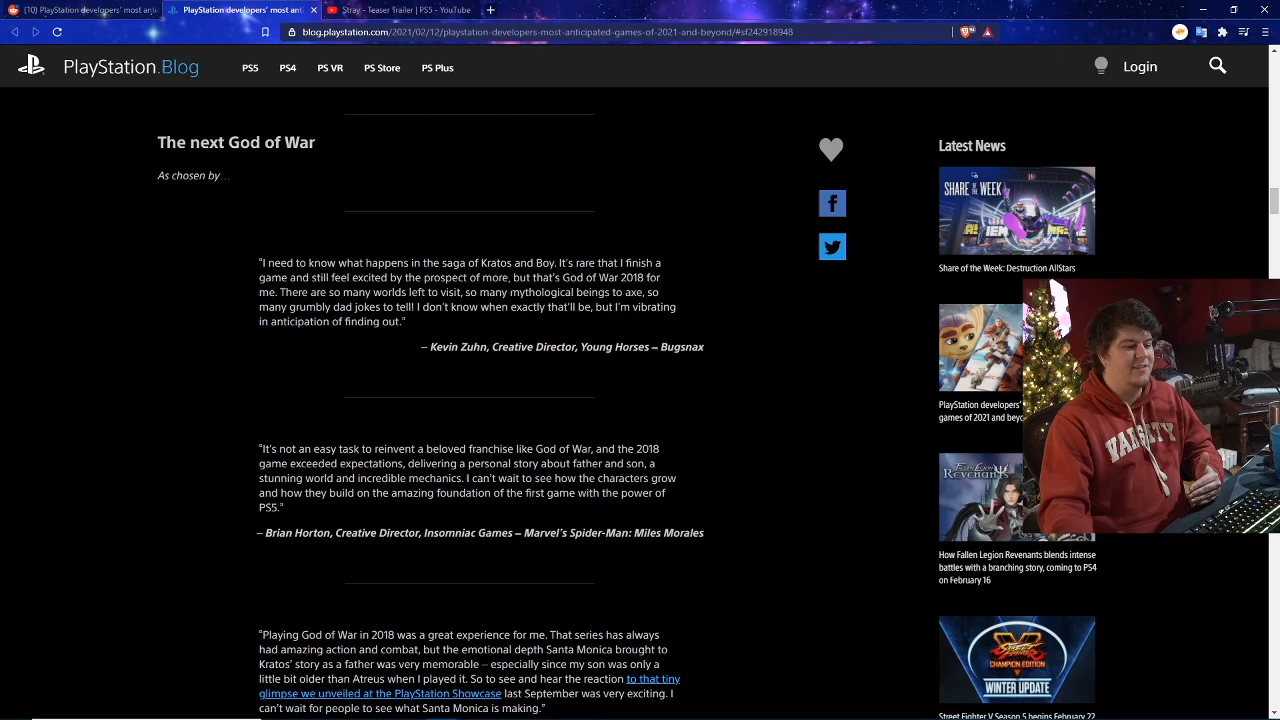 (10) PlayStation developers' most anti
PlayStation developers' most anti
Stray - Teaser Trailer | PS5 - YouTube
blog.playstation.com/2021/02/12/playstation-developers-most-anticipated-games-of-2021-and-beyond/#sf242918948
PlayStation.Blog
PS5
PS4
PS VR
PS Store
PS Plus
Login
The next God of War
As chosen by…
"I need to know what happens in the saga of Kratos and Boy. It's rare that I finish a
game and still feel excited by the prospect of more, but that's God of War 2018 for
me. There are so many worlds left to visit, so many mythological beings to axe, so
many grumbly dad jokes to tell! I don't know when exactly that'll be, but I'm vibrating
in anticipation of finding out."
– Kevin Zuhn, Creative Director, Young Horses – Bugsnax
"It's not an easy task to reinvent a beloved franchise like God of War, and the 2018
game exceeded expectations, delivering a personal story about father and son, a
stunning world and incredible mechanics. I can't wait to see how the characters grow
and how they build on the amazing foundation of the first game with the power of
PS5."
– Brian Horton, Creative Director, Insomniac Games – Marvel's Spider-Man: Miles Morales
"Playing God of War in 2018 was a great experience for me. That series has always
had amazing action and combat, but the emotional depth Santa Monica brought to
Kratos' story as a father was very memorable – especially since my son was only a
little bit older than Atreus when I played it. So to see and hear the reaction to that tiny
glimpse we unveiled at the PlayStation Showcase last September was very exciting. I
can't wait for people to see what Santa Monica is making."
Latest News
SHARE OF THE WEEK
Share of the Week: Destruction AllStars
PlayStation developers'
games of 2021 and beyo
FALLEN LEGION
REVENANTS
How Fallen Legion Revenants blends intense
battles with a branching story, coming to PS4
on February 16
STREET FIGHTER V
CHAMPION EDITION
WINTER UPDATE
Street Fighter V Season 5 begins February 22
VARSITY